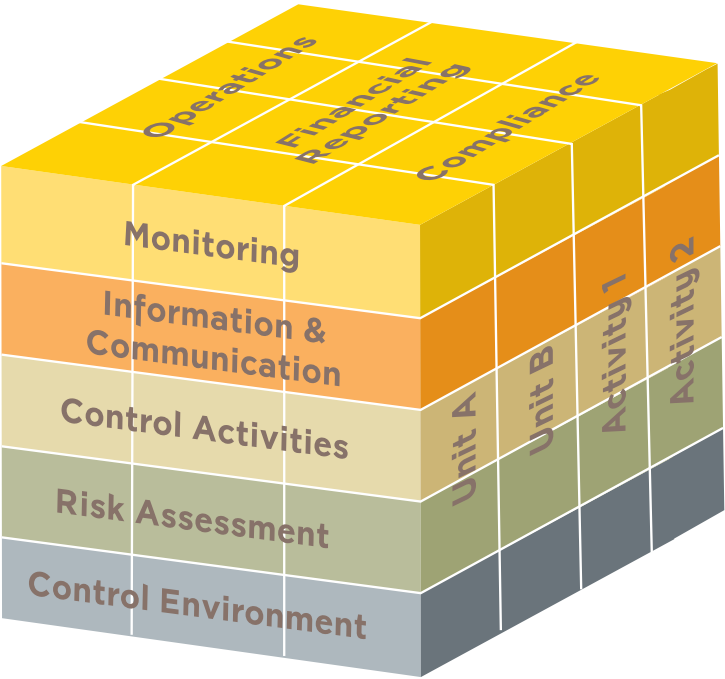 Operations
Financial
Reporting
Compliance
Monitoring
Information &
Communication
Control Activities
Risk Assessment
Control Environment
Unit A
Unit B
Activity 1
Activity 2